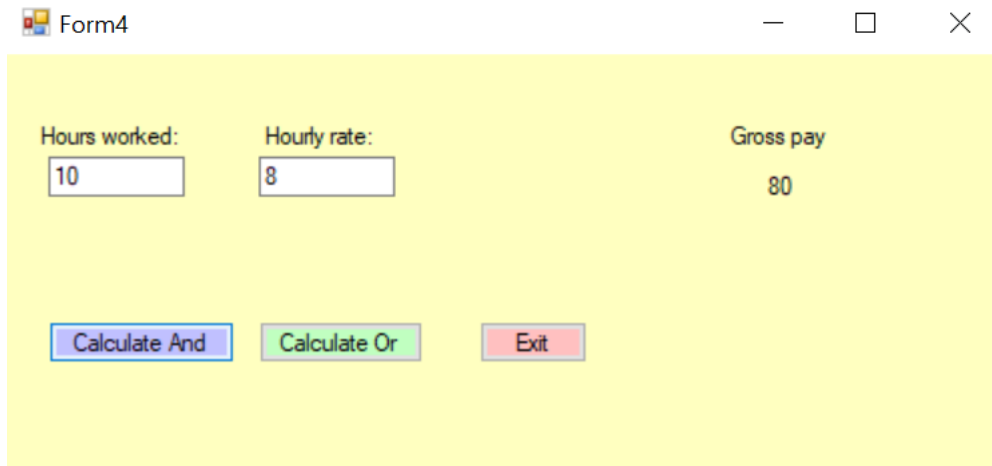 Form4
Hours worked: Hourly rate: Gross pay
10 8 80
Calculate And Calculate Or Exit